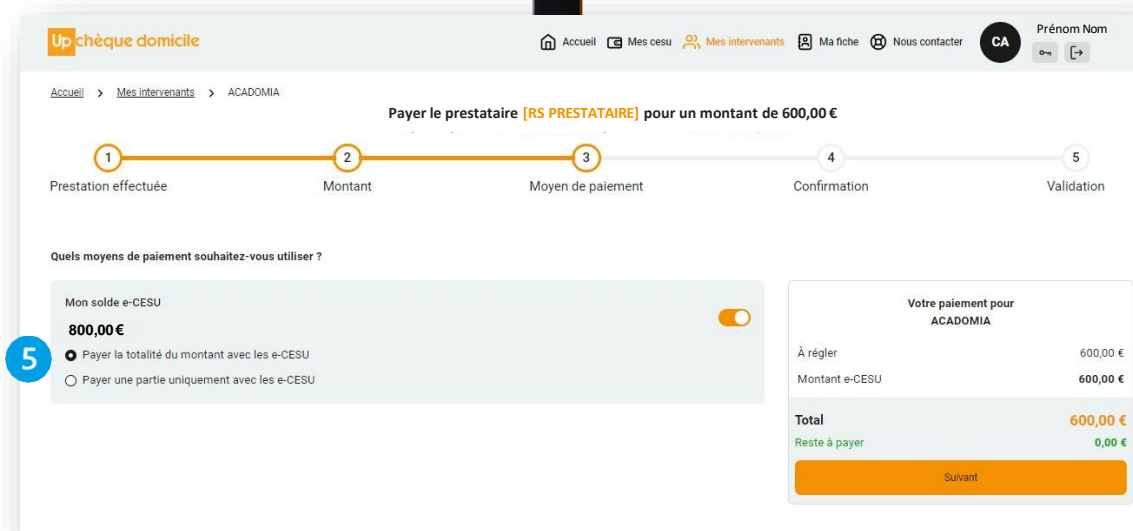 Up chèque domicile
Accueil Mes cesu Mes intervenants Ma fiche Nous contacter CA Prénom Nom
Accueil > Mes intervenants > ACADOMIA
Payer le prestataire [RS PRESTATAIRE] pour un montant de 600,00 €
1 2 3 4 5
Prestation effectuée Montant Moyen de paiement Confirmation Validation
Quels moyens de paiement souhaitez-vous utiliser ?
Mon solde e-CESU
800,00 €
5
Payer la totalité du montant avec les e-CESU
Payer une partie uniquement avec les e-CESU
Votre paiement pour
ACADOMIA
À régler 600,00 €
Montant e-CESU 600,00 €
Total 600,00 €
Reste à payer 0,00 €
Suivant